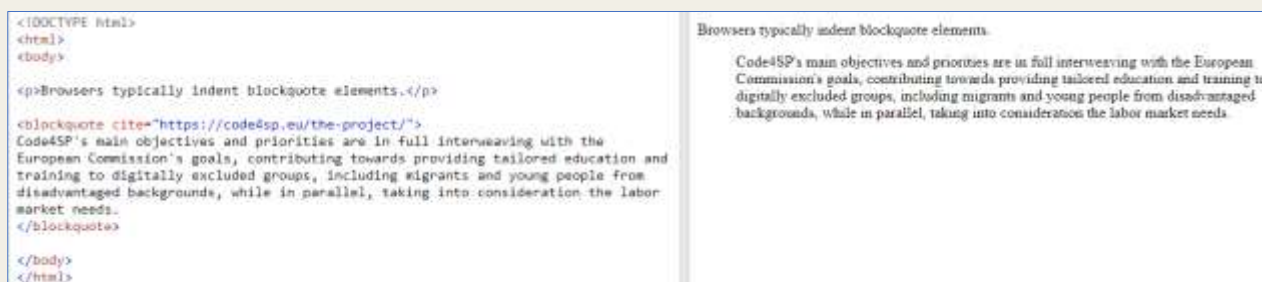 <!DOCTYPE html>
<html>
<body>
<p>Browsers typically indent blockquote elements.</p>
<blockquote cite="https://code4sp.eu/the-project/">
Code4SP's main objectives and priorities are in full interweaving with the
European Commission's goals, contributing towards providing tailored education and
training to digitally excluded groups, including migrants and young people from
disadvantaged backgrounds, while in parallel, taking into consideration the labor
market needs.
</blockquote>
</body>
</html>
Browsers typically indent blockquote elements.
Code4SP's main objectives and priorities are in full interweaving with the European
Commission's goals, contributing towards providing tailored education and training
digitally excluded groups, including migrants and young people from disadvantaged
backgrounds, while in parallel, taking into consideration the labor market needs.